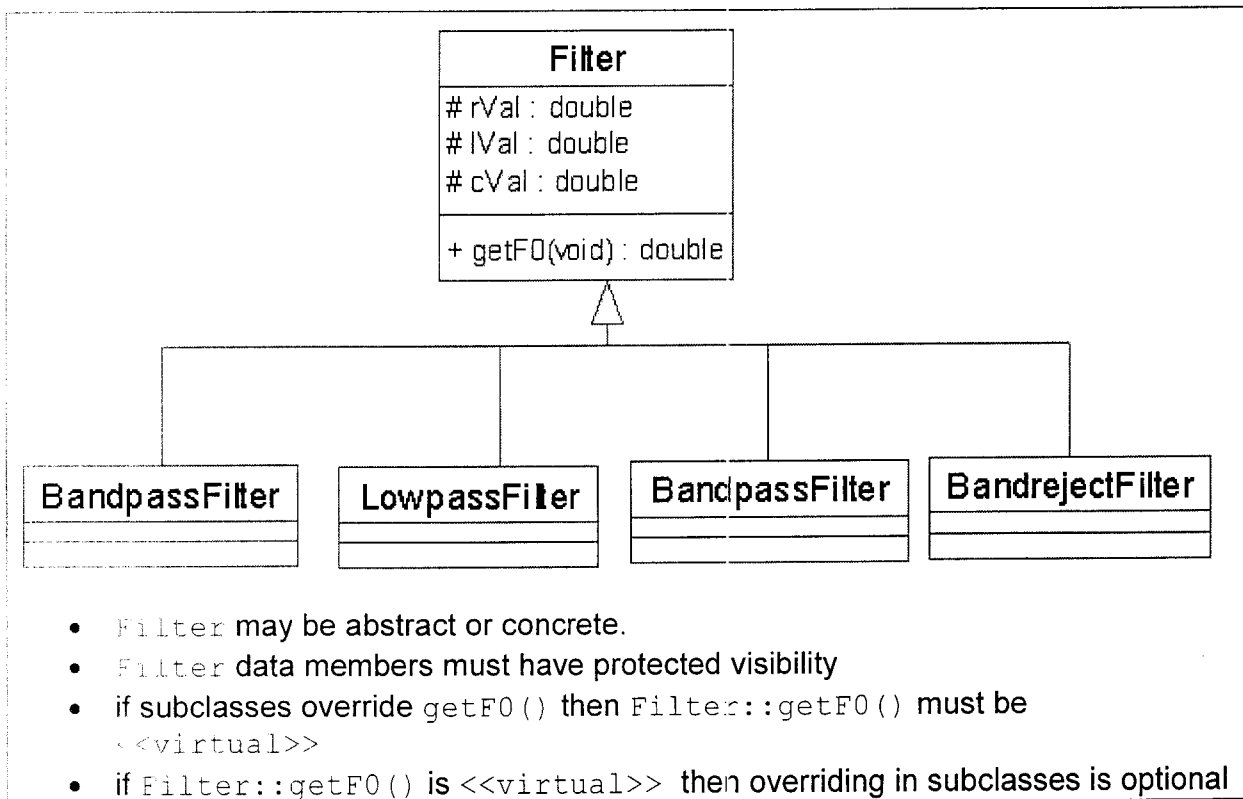 Filter
# rVal : double
# lVal : double
# cVal : double
+ getF0(void) : double
BandpassFilter
LowpassFilter
BandpassFilter
BandrejectFilter
• Filter may be abstract or concrete.
• Filter data members must have protected visibility
• if subclasses override getF0() then Filter::getF0() must be
<<virtual>>
• if Filter::getF0() is <<virtual>> then overriding in subclasses is optional